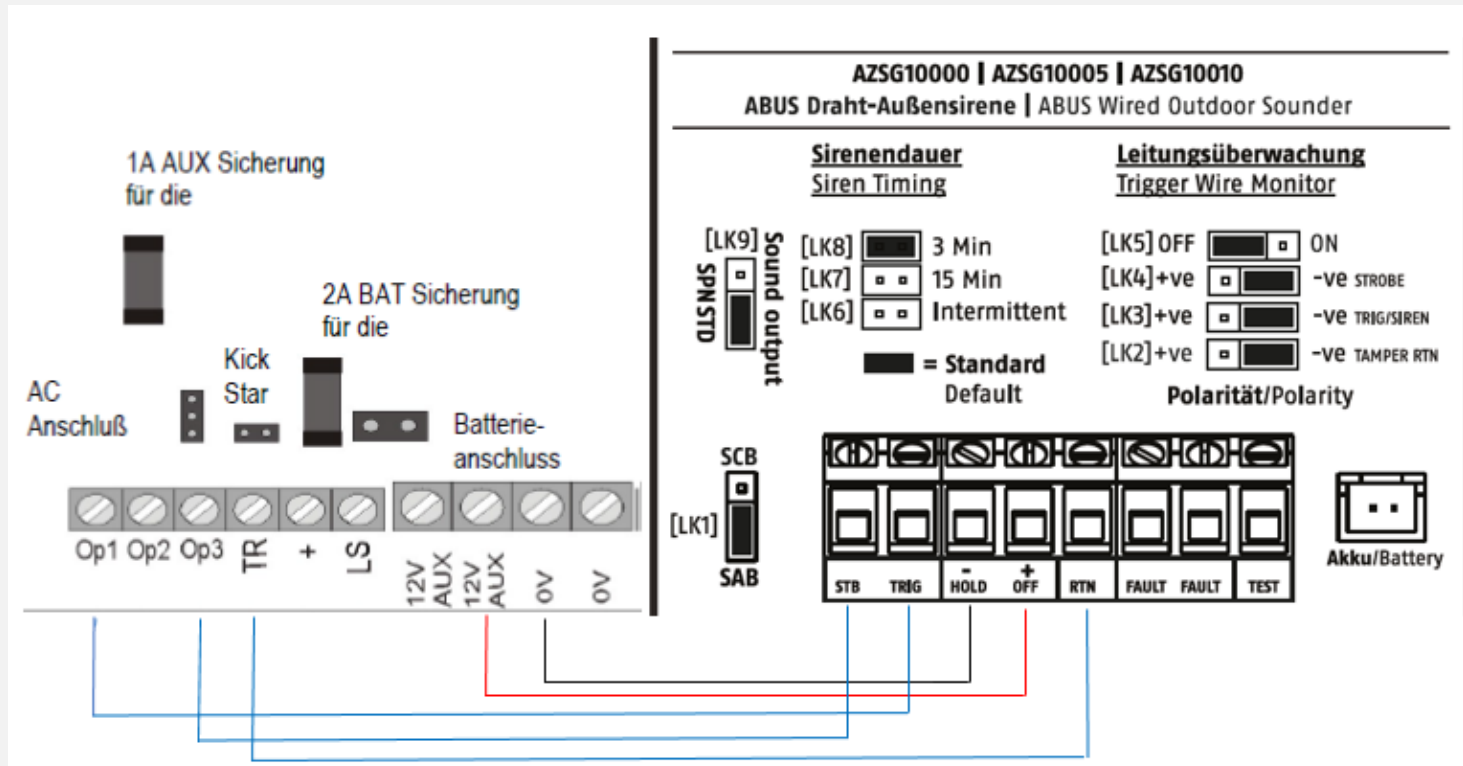 1A AUX Sicherung
für die
2A BAT Sicherung
für die
Kick
Star
AC
Anschluß
Batterie-
anschluss
Op1 Op2 Op3 TR + LS
12V AUX 12V AUX 0V 0V
AZSG10000 | AZSG10005 | AZSG10010
ABUS Draht-Außensirene | ABUS Wired Outdoor Sounder
Sirenendauer
Siren Timing
Leitungsüberwachung
Trigger Wire Monitor
[LK9]
Sound output
SPN STD
[LK8] 3 Min
[LK7] 15 Min
[LK6] Intermittent
= Standard
Default
[LK5] OFF ON
[LK4] +ve -ve STROBE
[LK3] +ve -ve TRIG/SIREN
[LK2] +ve -ve TAMPER RTN
Polarität/Polarity
SCB
[LK1]
SAB
- +
STB TRIG HOLD OFF RTN FAULT FAULT TEST
Akku/Battery